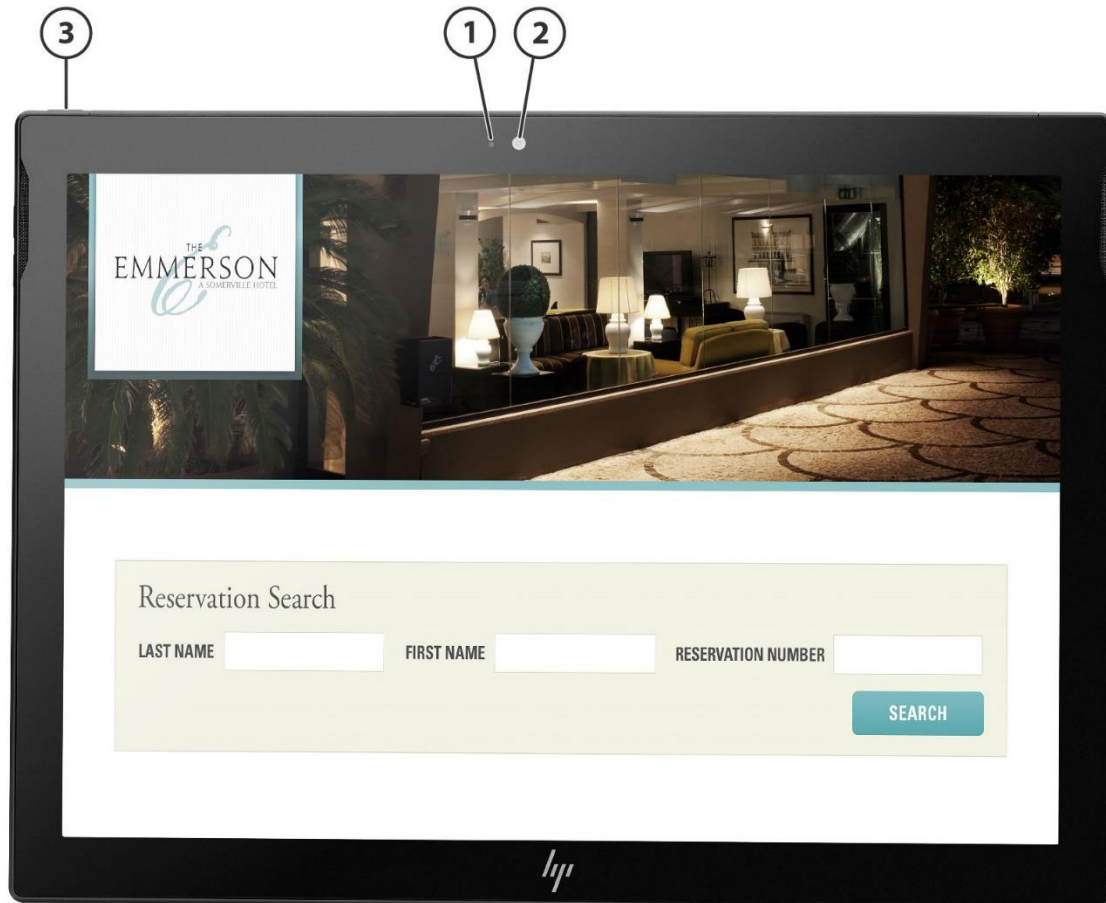 3
1
2
THE
EMMERSON
E
A SOMERVILLE HOTEL
Reservation Search
LAST NAME
FIRST NAME
RESERVATION NUMBER
SEARCH
hp